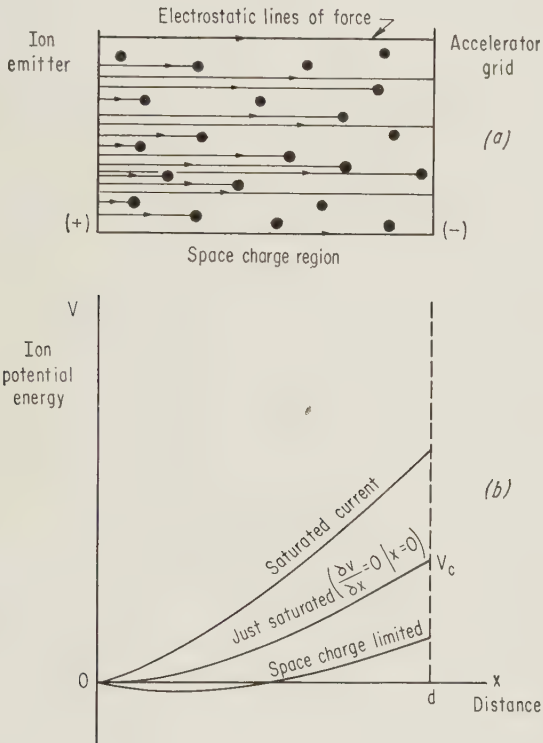 Electrostatic lines of force
Ion
emitter
Accelerator
grid
(a)
(+)
(-)
Space charge region
V
Ion
potential
energy
(b)
Saturated current
Just saturated (∂v/∂x=0 | x=0)
V_c
Space charge limited
0
d
x
Distance